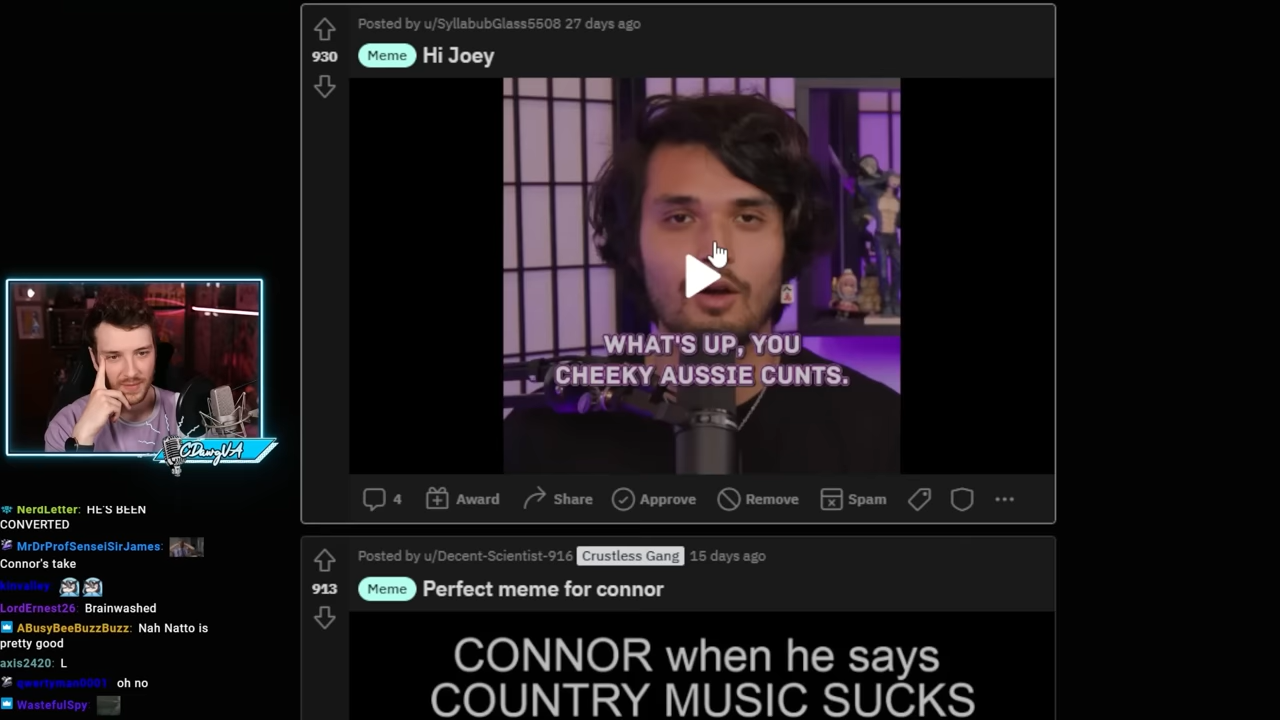 Posted by u/SyllabubGlass5508 27 days ago
930
Meme Hi Joey
WHAT'S UP, YOU
CHEEKY AUSSIE CUNTS.
4 Award Share Approve Remove Spam
CDawgVA
NerdLetter: HE'S BEEN
CONVERTED
MrDrProfSenseiSirJames:
Connor's take
LordErnest26: Brainwashed
ABusyBeeBuzzBuzz: Nah Natto is
pretty good
axis2420: L
qwertyman0001 oh no
WastefulSpy:
Posted by u/Decent-Scientist-916 Crustless Gang 15 days ago
913
Meme Perfect meme for connor
CONNOR when he says
COUNTRY MUSIC SUCKS